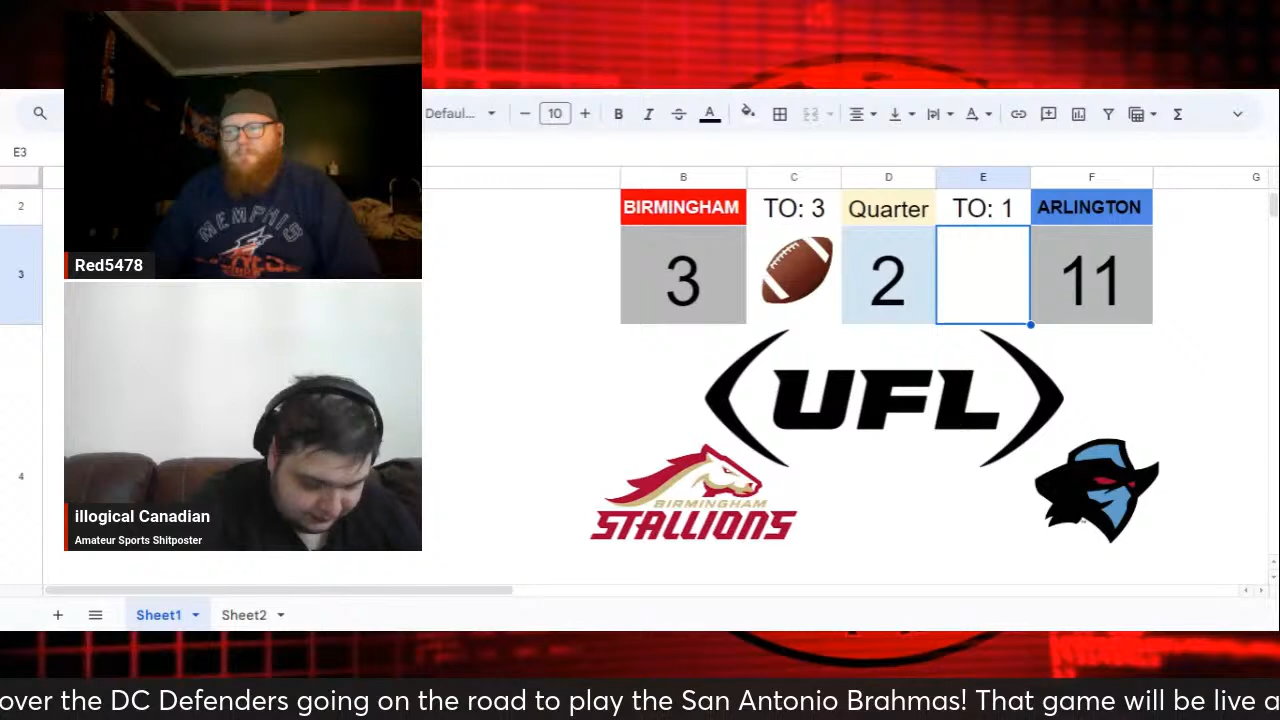 Defaul...
10
B
I
A
E3
B
C
D
E
F
G
2
BIRMINGHAM
TO: 3
Quarter
TO: 1
ARLINGTON
3
3
2
11
MEMPHIS
Red5478
(UFL)
4
BIRMINGHAM
STALLIONS
illogical Canadian
Amateur Sports Shitposter
Sheet1
Sheet2
over the DC Defenders going on the road to play the San Antonio Brahmas! That game will be live